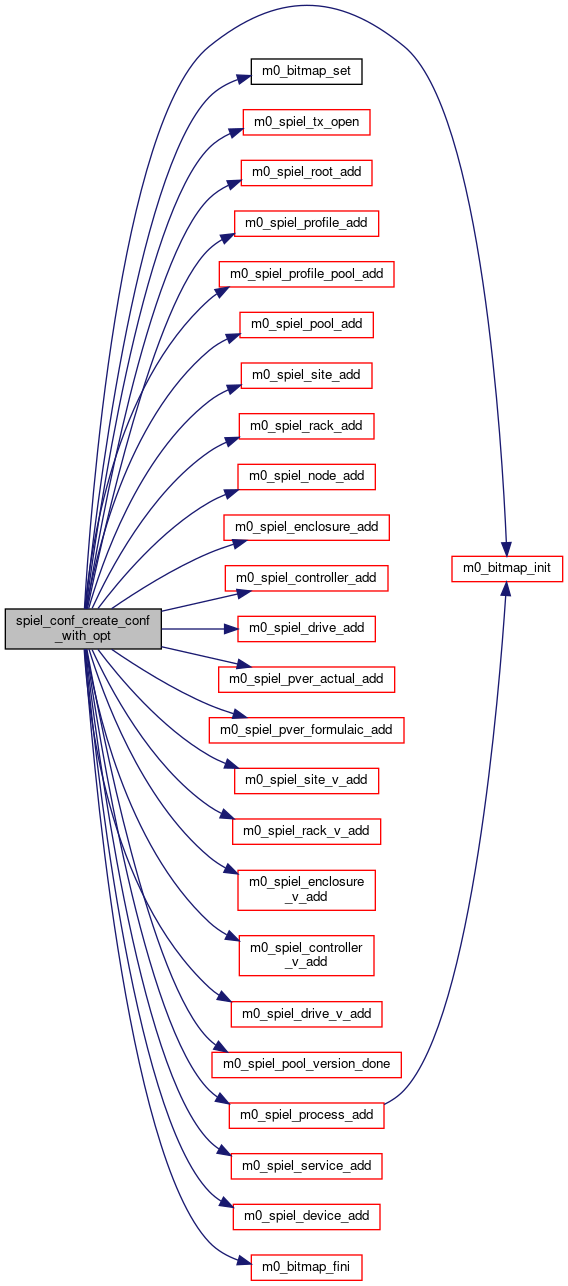 m0_bitmap_set
m0_spiel_tx_open
m0_spiel_root_add
m0_spiel_profile_add
m0_spiel_profile_pool_add
m0_spiel_pool_add
m0_spiel_site_add
m0_spiel_rack_add
m0_spiel_node_add
m0_spiel_enclosure_add
m0_bitmap_init
m0_spiel_controller_add
spiel_conf_create_conf
_with_opt
m0_spiel_drive_add
m0_spiel_pver_actual_add
m0_spiel_pver_formulaic_add
m0_spiel_site_v_add
m0_spiel_rack_v_add
m0_spiel_enclosure
_v_add
m0_spiel_controller
_v_add
m0_spiel_drive_v_add
m0_spiel_pool_version_done
m0_spiel_process_add
m0_spiel_service_add
m0_spiel_device_add
m0_bitmap_fini